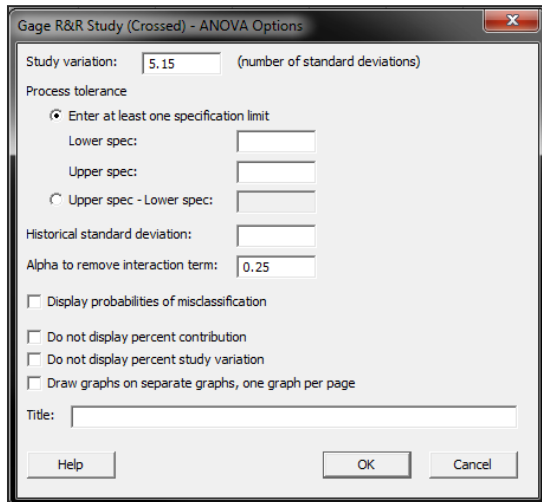 Gage R&R Study (Crossed) - ANOVA Options
Study variation: 5.15 (number of standard deviations)
Process tolerance
Enter at least one specification limit
Lower spec:
Upper spec:
Upper spec - Lower spec:
Historical standard deviation:
Alpha to remove interaction term: 0.25
Display probabilities of misclassification
Do not display percent contribution
Do not display percent study variation
Draw graphs on separate graphs, one graph per page
Title:
Help OK Cancel